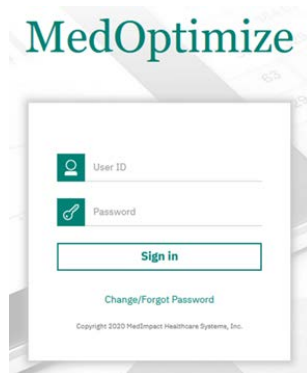 MedOptimize
User ID
Password
Sign in
Change/Forgot Password
Copyright 2020 MedImpact Healthcare Systems, Inc.